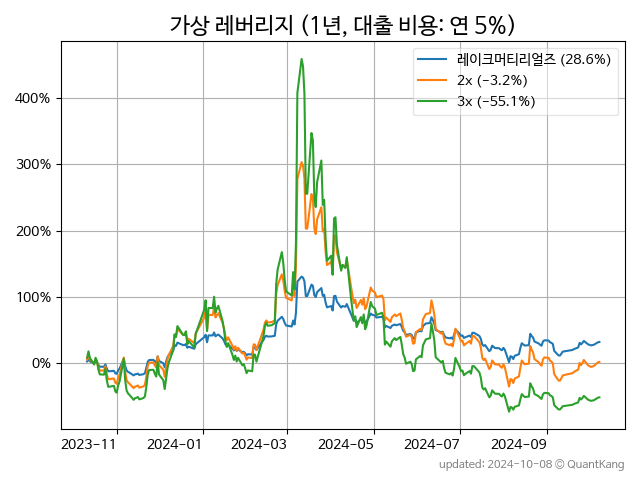 가상 레버리지 (1년, 대출 비용: 연 5%)
레이크머티리얼즈 (28.6%)
2x (−3.2%)
3x (−55.1%)
400%
300%
200%
100%
0%
2023-11 2024-01 2024-03 2024-05 2024-07 2024-09
updated: 2024-10-08 © QuantKang